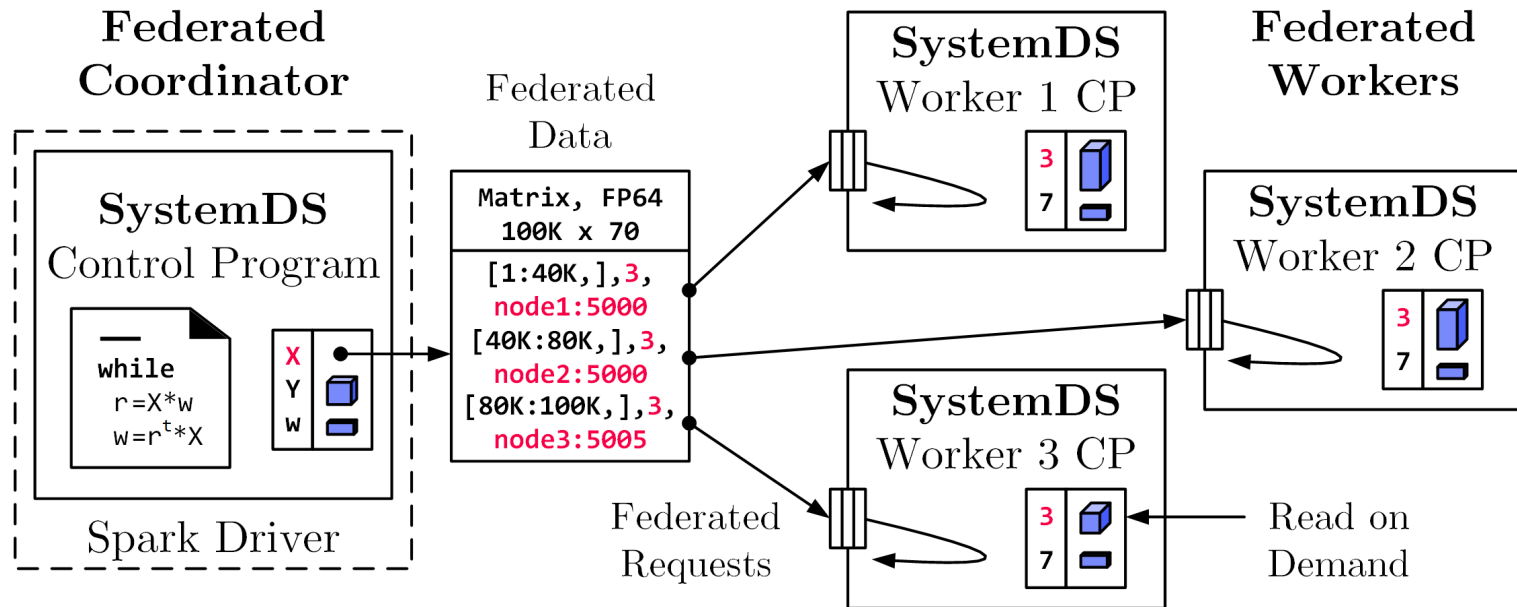 Federated
Coordinator
SystemDS
Control Program
while
r=X*w
w=rᵗ*X
X
Y
w
Spark Driver
Federated
Data
Matrix, FP64
100K x 70
[1:40K,],3,
node1:5000
[40K:80K,],3,
node2:5000
[80K:100K,],3,
node3:5005
Federated
Requests
SystemDS
Worker 1 CP
3
7
Federated
Workers
SystemDS
Worker 2 CP
3
7
SystemDS
Worker 3 CP
3
7
Read on
Demand